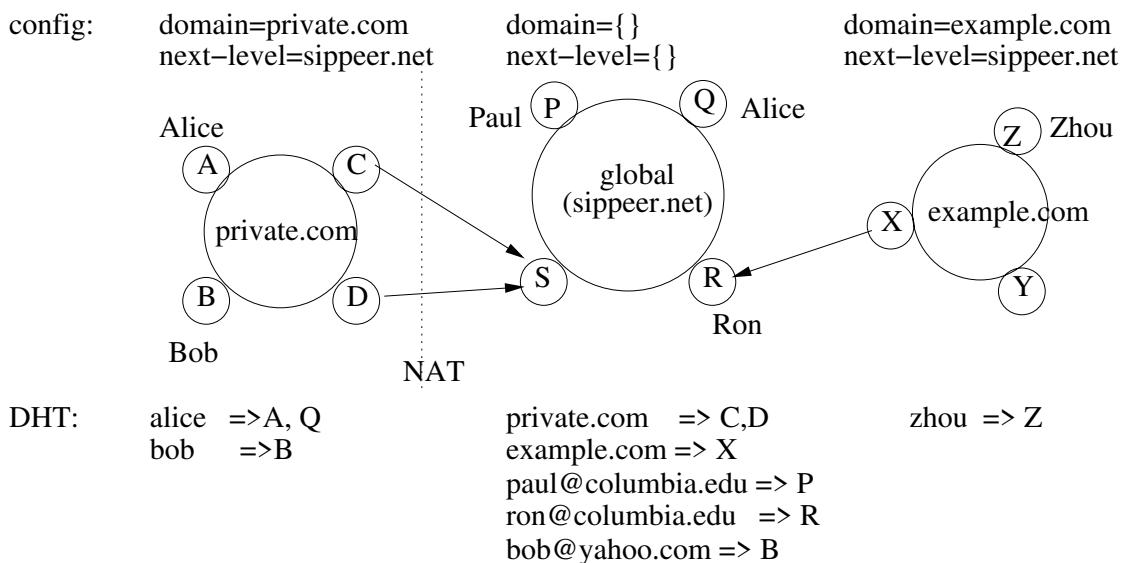 config: domain=private.com domain={} domain=example.com
next−level=sippeer.net next−level={} next−level=sippeer.net
Alice Paul P Q Alice Z Zhou
A C
global
(sippeer.net)
private.com X example.com
B D S R Y
Bob Ron
NAT
DHT: alice =>A, Q private.com => C,D zhou => Z
bob =>B example.com => X
paul@columbia.edu => P
ron@columbia.edu => R
bob@yahoo.com => B